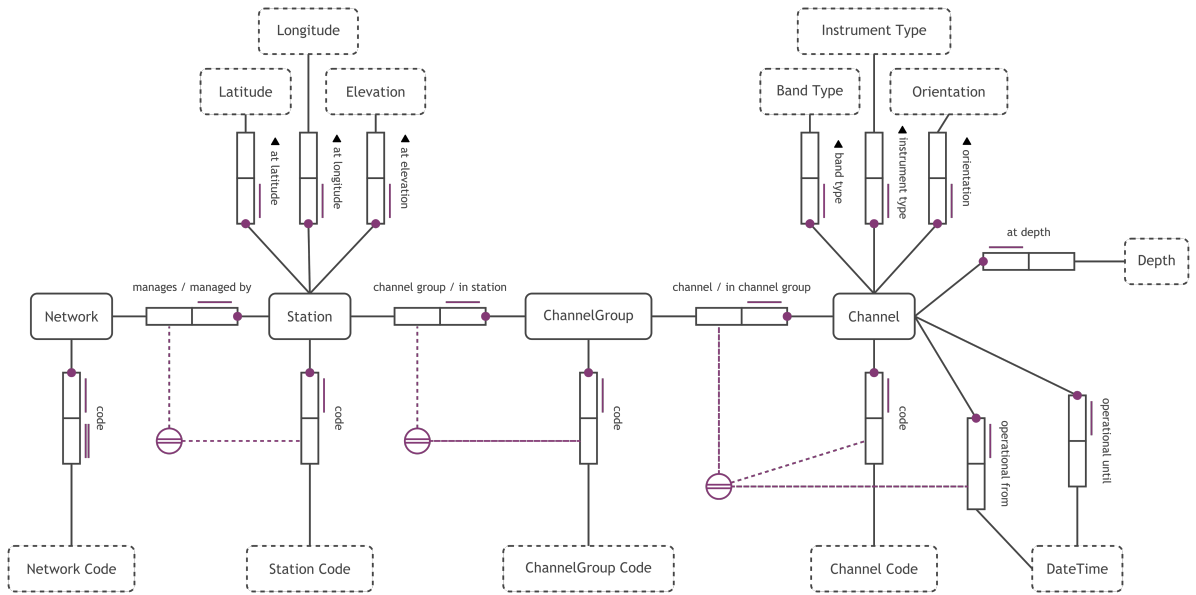 Longitude
Instrument Type
Latitude
Elevation
Band Type
Orientation
▲ at latitude
▲ at longitude
▲ at elevation
▲ band type
▲ instrument type
▲ orientation
at depth
Depth
manages / managed by
channel group / in station
channel / in channel group
Network
Station
ChannelGroup
Channel
code
code
code
code
operational from
operational until
Network Code
Station Code
ChannelGroup Code
Channel Code
DateTime